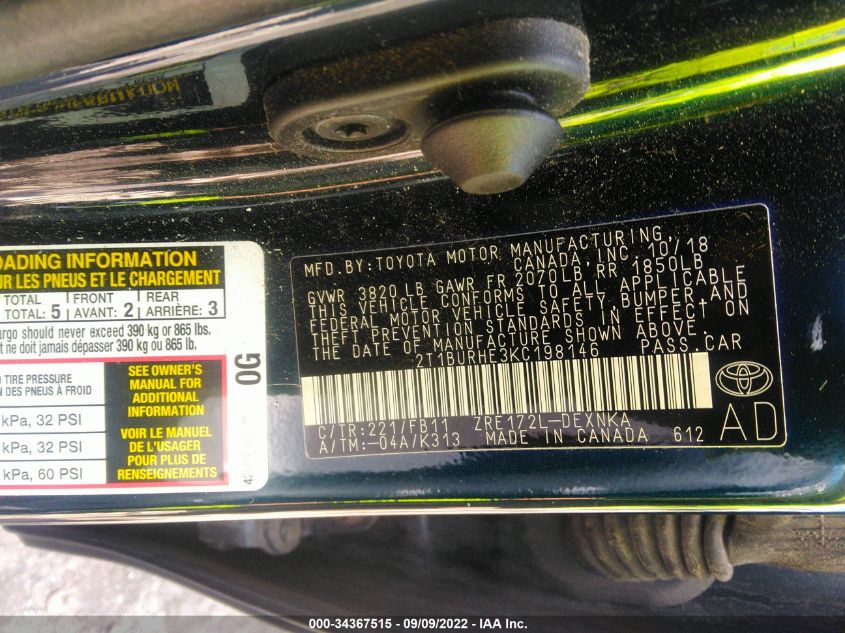 OADING INFORMATION
UR LES PNEUS ET LE CHARGEMENT
TOTAL FRONT REAR
TOTAL: 5 AVANT: 2 ARRIÈRE: 3
argo should never exceed 390 kg or 865 lbs.
t ne doit jamais dépasser 390 kg ou 865 Lbs.
TIRE PRESSURE
DES PNEUS À FROID
kPa, 32 PSI
kPa, 32 PSI
kPa, 60 PSI
SEE OWNER'S
MANUAL FOR
ADDITIONAL
INFORMATION
VOIR LE MANUEL
DE L'USAGER
POUR PLUS DE
RENSEIGNEMENTS
0G
MFD.BY:TOYOTA MOTOR MANUFACTURING,
CANADA, INC. 10/18
GVWR 3820 LB GAWR FR 2070LB RR 1850LB
THIS VEHICLE CONFORMS TO ALL APPLICABLE
FEDERAL MOTOR VEHICLE SAFETY, BUMPER AND
THEFT PREVENTION STANDARDS IN EFFECT ON
THE DATE OF MANUFACTURE SHOWN ABOVE.
2T1BURHE3KC198146 PASS.CAR
C/TR:221/FB11 ZRE172L-DEXNKA
A/TM:-04A/K313 MADE IN CANADA 612
AD
000-34367515 - 09/09/2022 - IAA Inc.